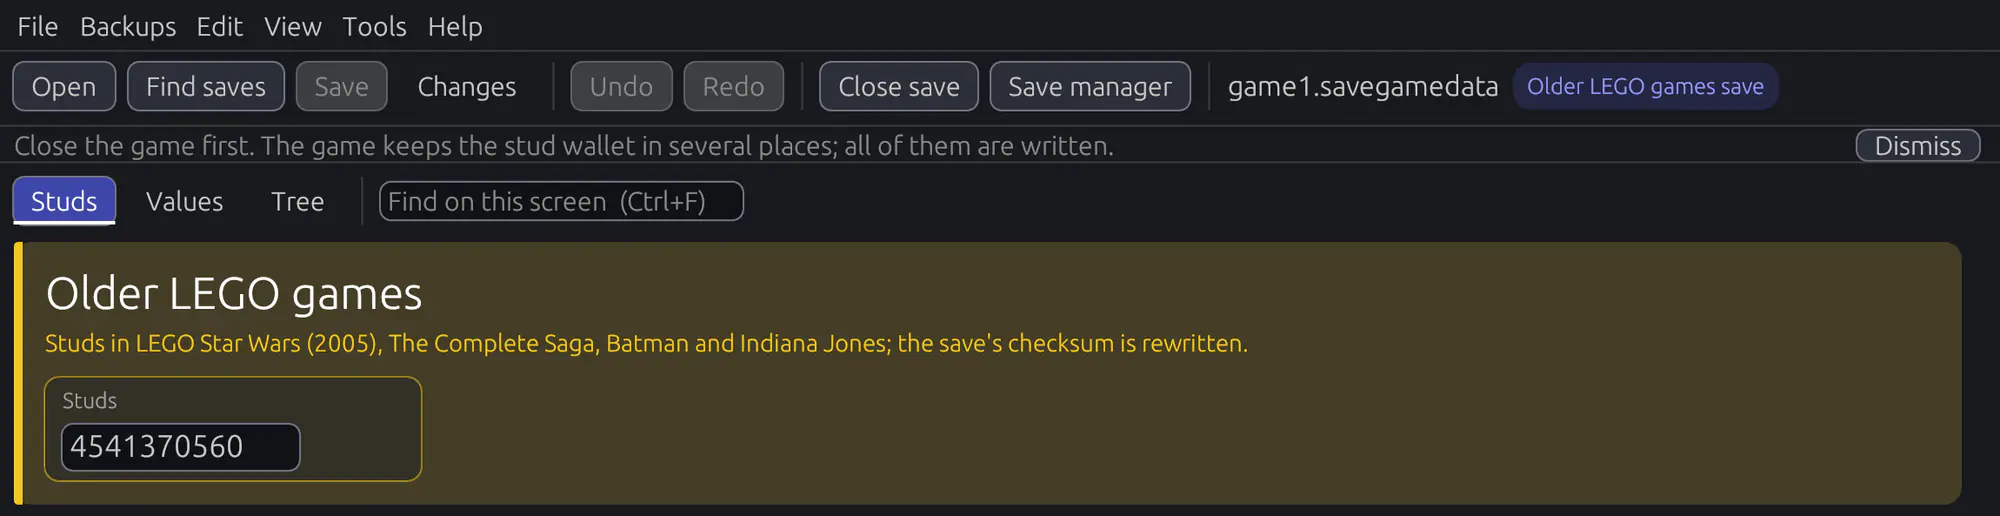 File Backups Edit View Tools Help
Open Find saves Save Changes Undo Redo Close save Save manager game1.savegamedata Older LEGO games save
Close the game first. The game keeps the stud wallet in several places; all of them are written. Dismiss
Studs Values Tree Find on this screen (Ctrl+F)
Older LEGO games
Studs in LEGO Star Wars (2005), The Complete Saga, Batman and Indiana Jones; the save's checksum is rewritten.
Studs
4541370560